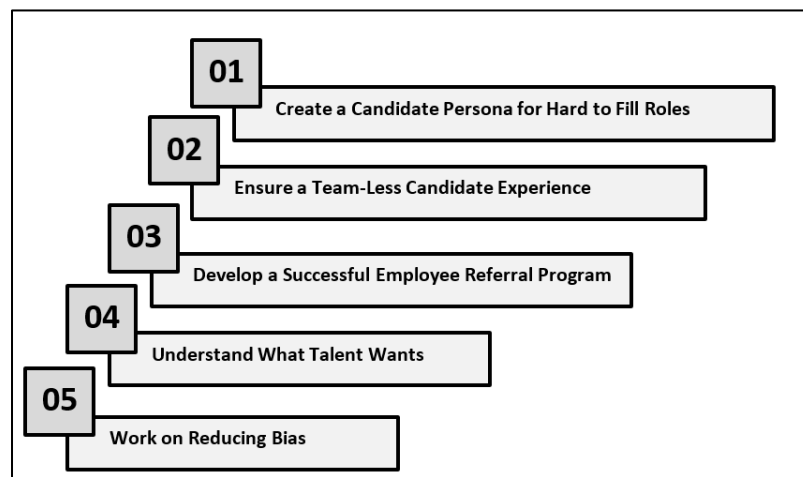 01
Create a Candidate Persona for Hard to Fill Roles
02
Ensure a Team-Less Candidate Experience
03
Develop a Successful Employee Referral Program
04
Understand What Talent Wants
05
Work on Reducing Bias